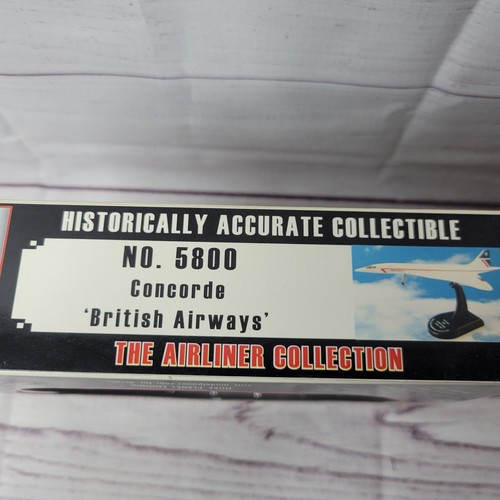 HISTORICALLY ACCURATE COLLECTIBLE
NO. 5800
Concorde
'British Airways'
THE AIRLINER COLLECTION